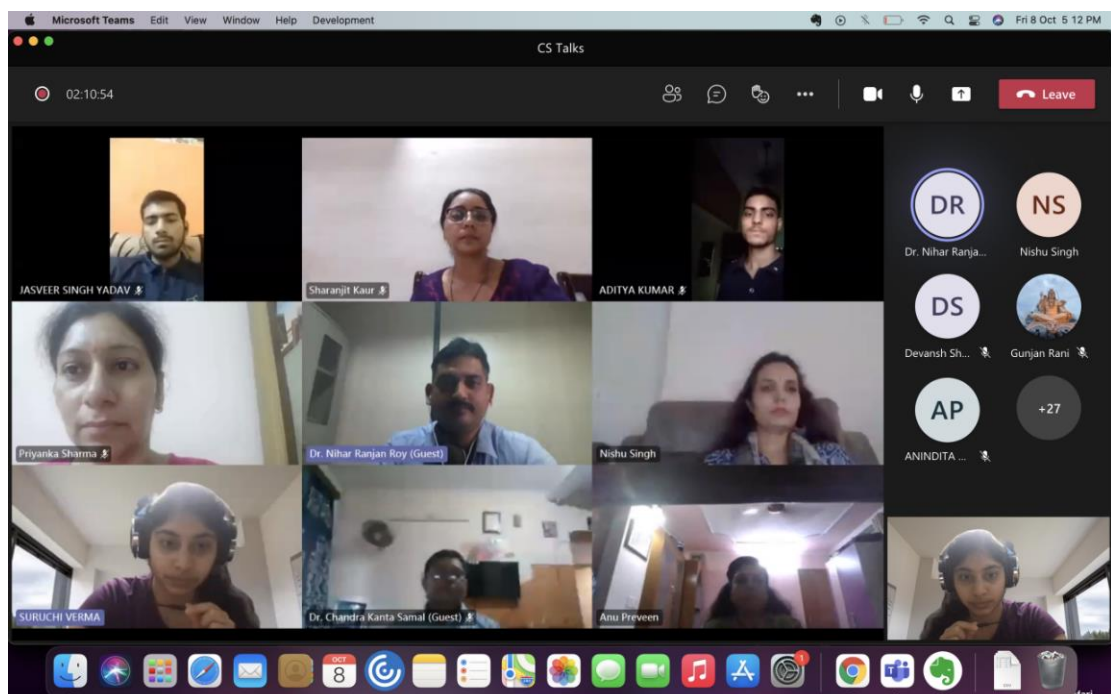 Microsoft Teams Edit View Window Help Development Fri 8 Oct 5 12 PM
CS Talks
02:10:54 Leave
JASVEER SINGH YADAV
Sharanjit Kaur
ADITYA KUMAR
DR
Dr. Nihar Ranja...
NS
Nishu Singh
DS
Devansh Sh...
Gunjan Rani
AP
ANINDITA ...
+27
Priyanka Sharma
Dr. Nihar Ranjan Roy (Guest)
Nishu Singh
SURUCHI VERMA
Dr. Chandra Kanta Samal (Guest)
Anu Preveen
OCT
8
1